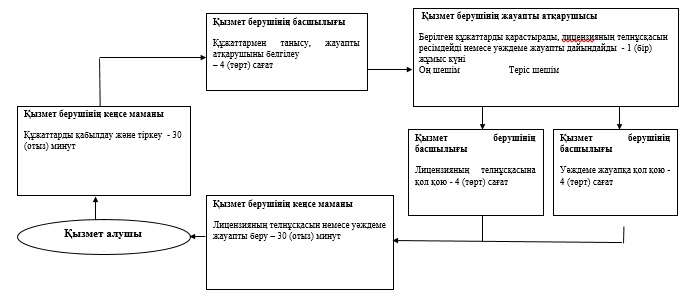 Қызмет берушінің басшылығы
Құжаттармен танысу, жауапты
атқарушыны белгілеу
– 4 (төрт) сағат
Қызмет берушінің жауапты атқарушысы
Берілген құжаттарды қарастырады, лицензияның телнұсқасын
ресімдейді немесе уәждеме жауапты дайындайды - 1 (бір)
жұмыс күні
Оң шешім Теріс шешім
Қызмет берушінің кеңсе маманы
Құжаттарды қабылдау және тіркеу - 30
(отыз) минут
Қызмет берушінің
басшылығы
Лицензияның телнұсқасына
қол қою - 4 (төрт) сағат
Қызмет берушінің
басшылығы
Уәждеме жауапқа қол қою -
4 (төрт) сағат
Қызмет берушінің кеңсе маманы
Лицензияның телнұсқасын немесе уәждеме
жауапты беру – 30 (отыз) минут
Қызмет алушы